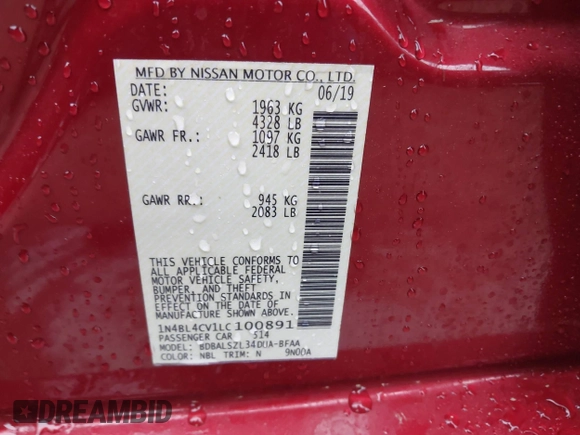 MFD BY NISSAN MOTOR CO., LTD.
DATE: 06/19
GVWR: 1963 KG
4328 LB
GAWR FR.: 1097 KG
2418 LB
GAWR RR.: 945 KG
2083 LB
THIS VEHICLE CONFORMS TO
ALL APPLICABLE FEDERAL
MOTOR VEHICLE SAFETY,
BUMPER, AND THEFT
PREVENTION STANDARDS IN
EFFECT ON THE DATE OF
MANUFACTURE SHOWN ABOVE.
1N4BL4CV1LC100891
PASSENGER CAR 514
MODEL: BDBALSZL34DUA-BFAA
COLOR: NBL TRIM: N 9N00A
DREAMBID